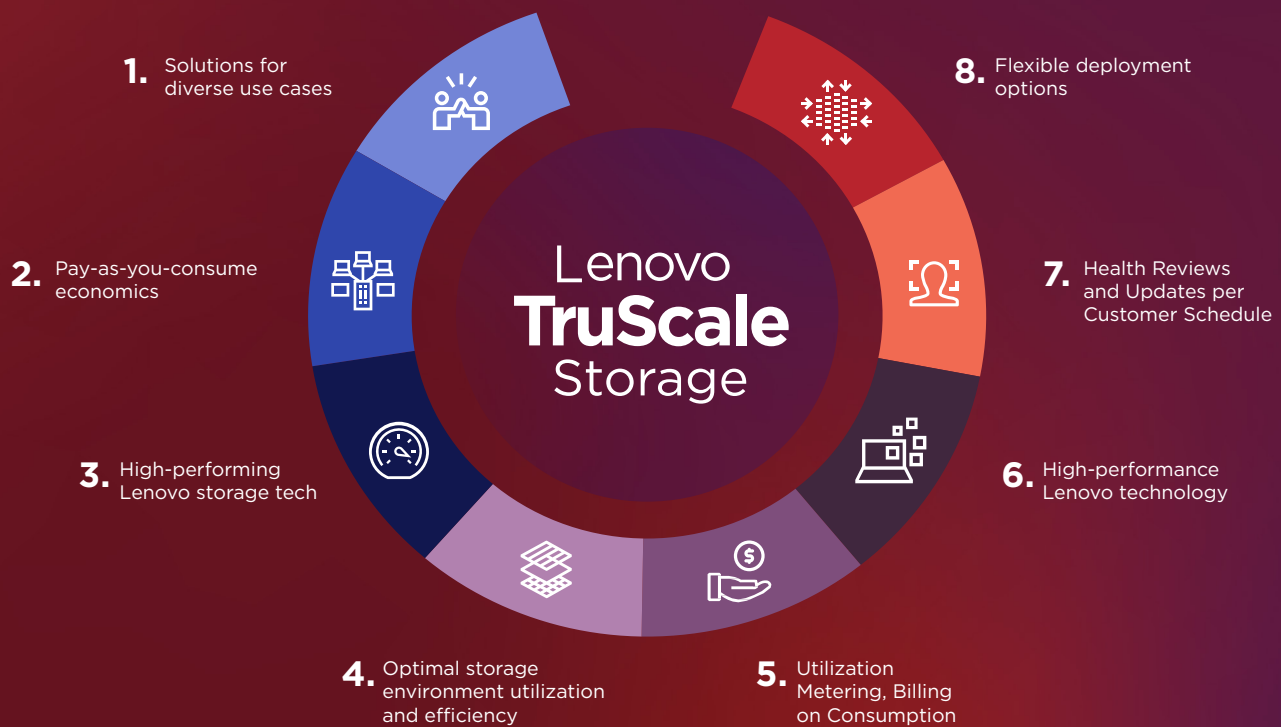 1. Solutions for
diverse use cases
2. Pay-as-you-consume
economics
3. High-performing
Lenovo storage tech
4. Optimal storage
environment utilization
and efficiency
5. Utilization
Metering, Billing
on Consumption
6. High-performance
Lenovo technology
7. Health Reviews
and Updates per
Customer Schedule
8. Flexible deployment
options
Lenovo
TruScale
Storage
$